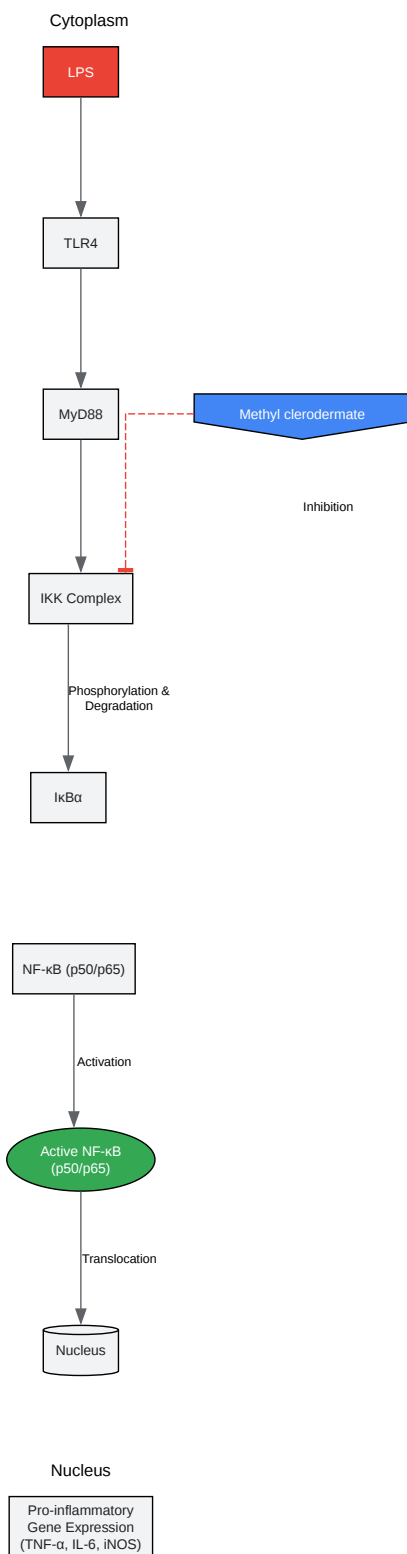 Cytoplasm
LPS
TLR4
MyD88
Methyl clerodermate
Inhibition
IKK Complex
Phosphorylation &
Degradation
IκBα
NF-κB (p50/p65)
Activation
Active NF-κB
(p50/p65)
Translocation
Nucleus
Nucleus
Pro-inflammatory
Gene Expression
(TNF-α, IL-6, iNOS)